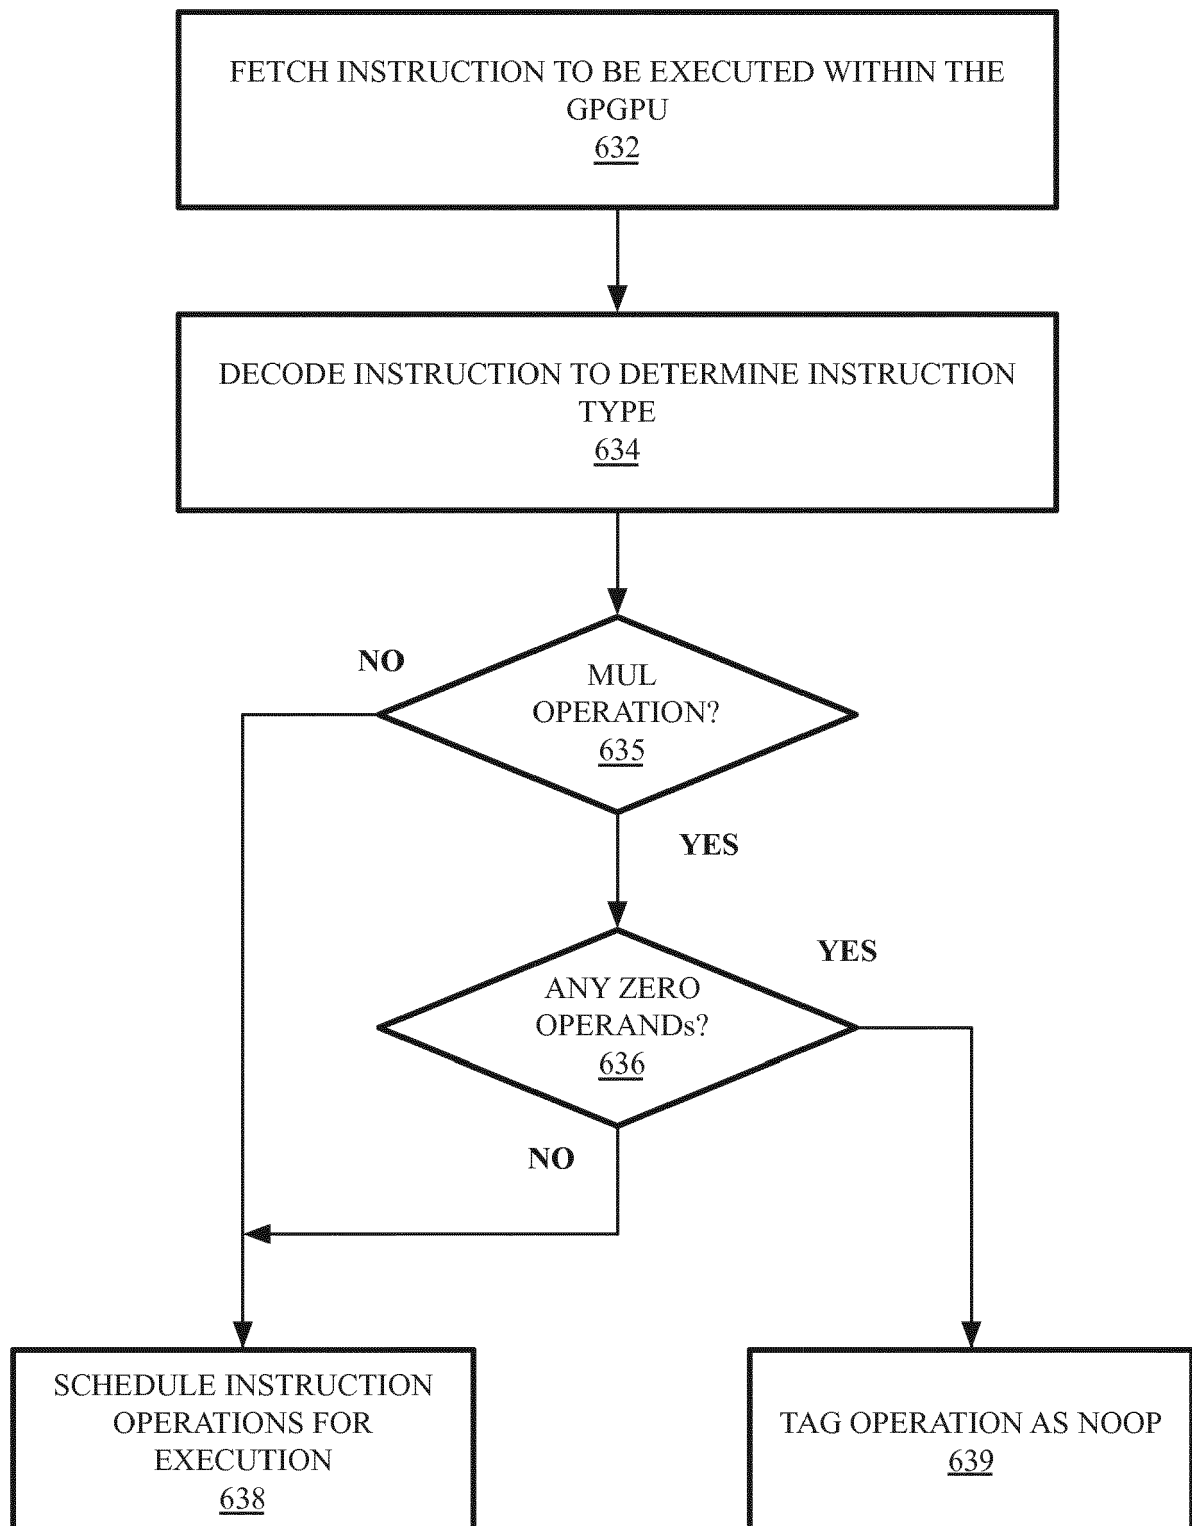 FETCH INSTRUCTION TO BE EXECUTED WITHIN THE
GPGPU
632
DECODE INSTRUCTION TO DETERMINE INSTRUCTION
TYPE
634
NO
MUL
OPERATION?
635
YES
YES
ANY ZERO
OPERANDs?
636
NO
SCHEDULE INSTRUCTION
OPERATIONS FOR
EXECUTION
638
TAG OPERATION AS NOOP
639